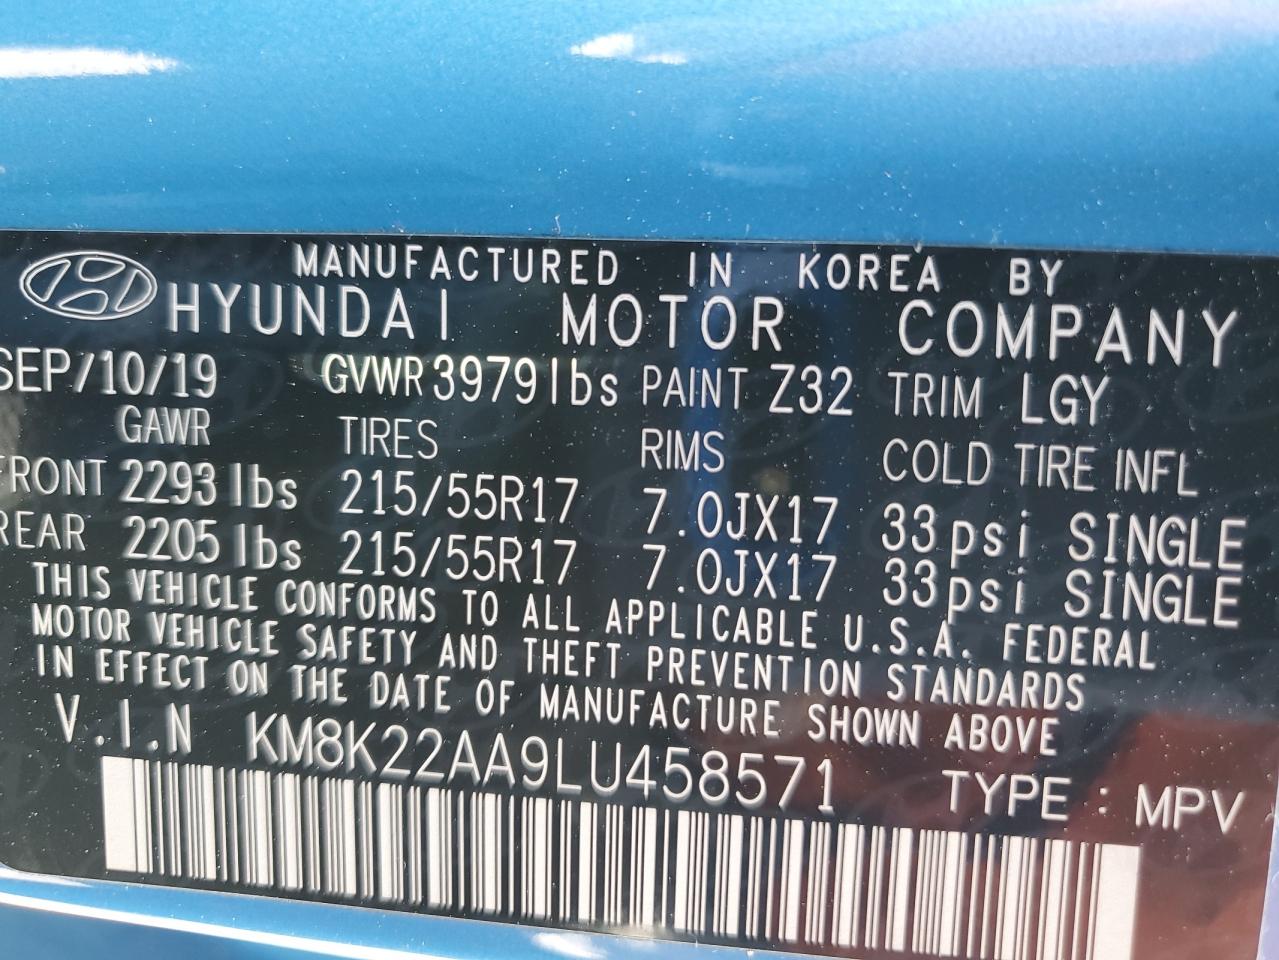 MANUFACTURED IN KOREA BY
HYUNDAI MOTOR COMPANY
SEP/10/19 GVWR 3979lbs PAINT Z32 TRIM LGY
GAWR TIRES RIMS COLD TIRE INFL
FRONT 2293 lbs 215/55R17 7.0JX17 33psi SINGLE
REAR 2205 lbs 215/55R17 7.0JX17 33psi SINGLE
THIS VEHICLE CONFORMS TO ALL APPLICABLE U.S.A. FEDERAL
MOTOR VEHICLE SAFETY AND THEFT PREVENTION STANDARDS
IN EFFECT ON THE DATE OF MANUFACTURE SHOWN ABOVE
V.I.N KM8K22AA9LU458571 TYPE : MPV